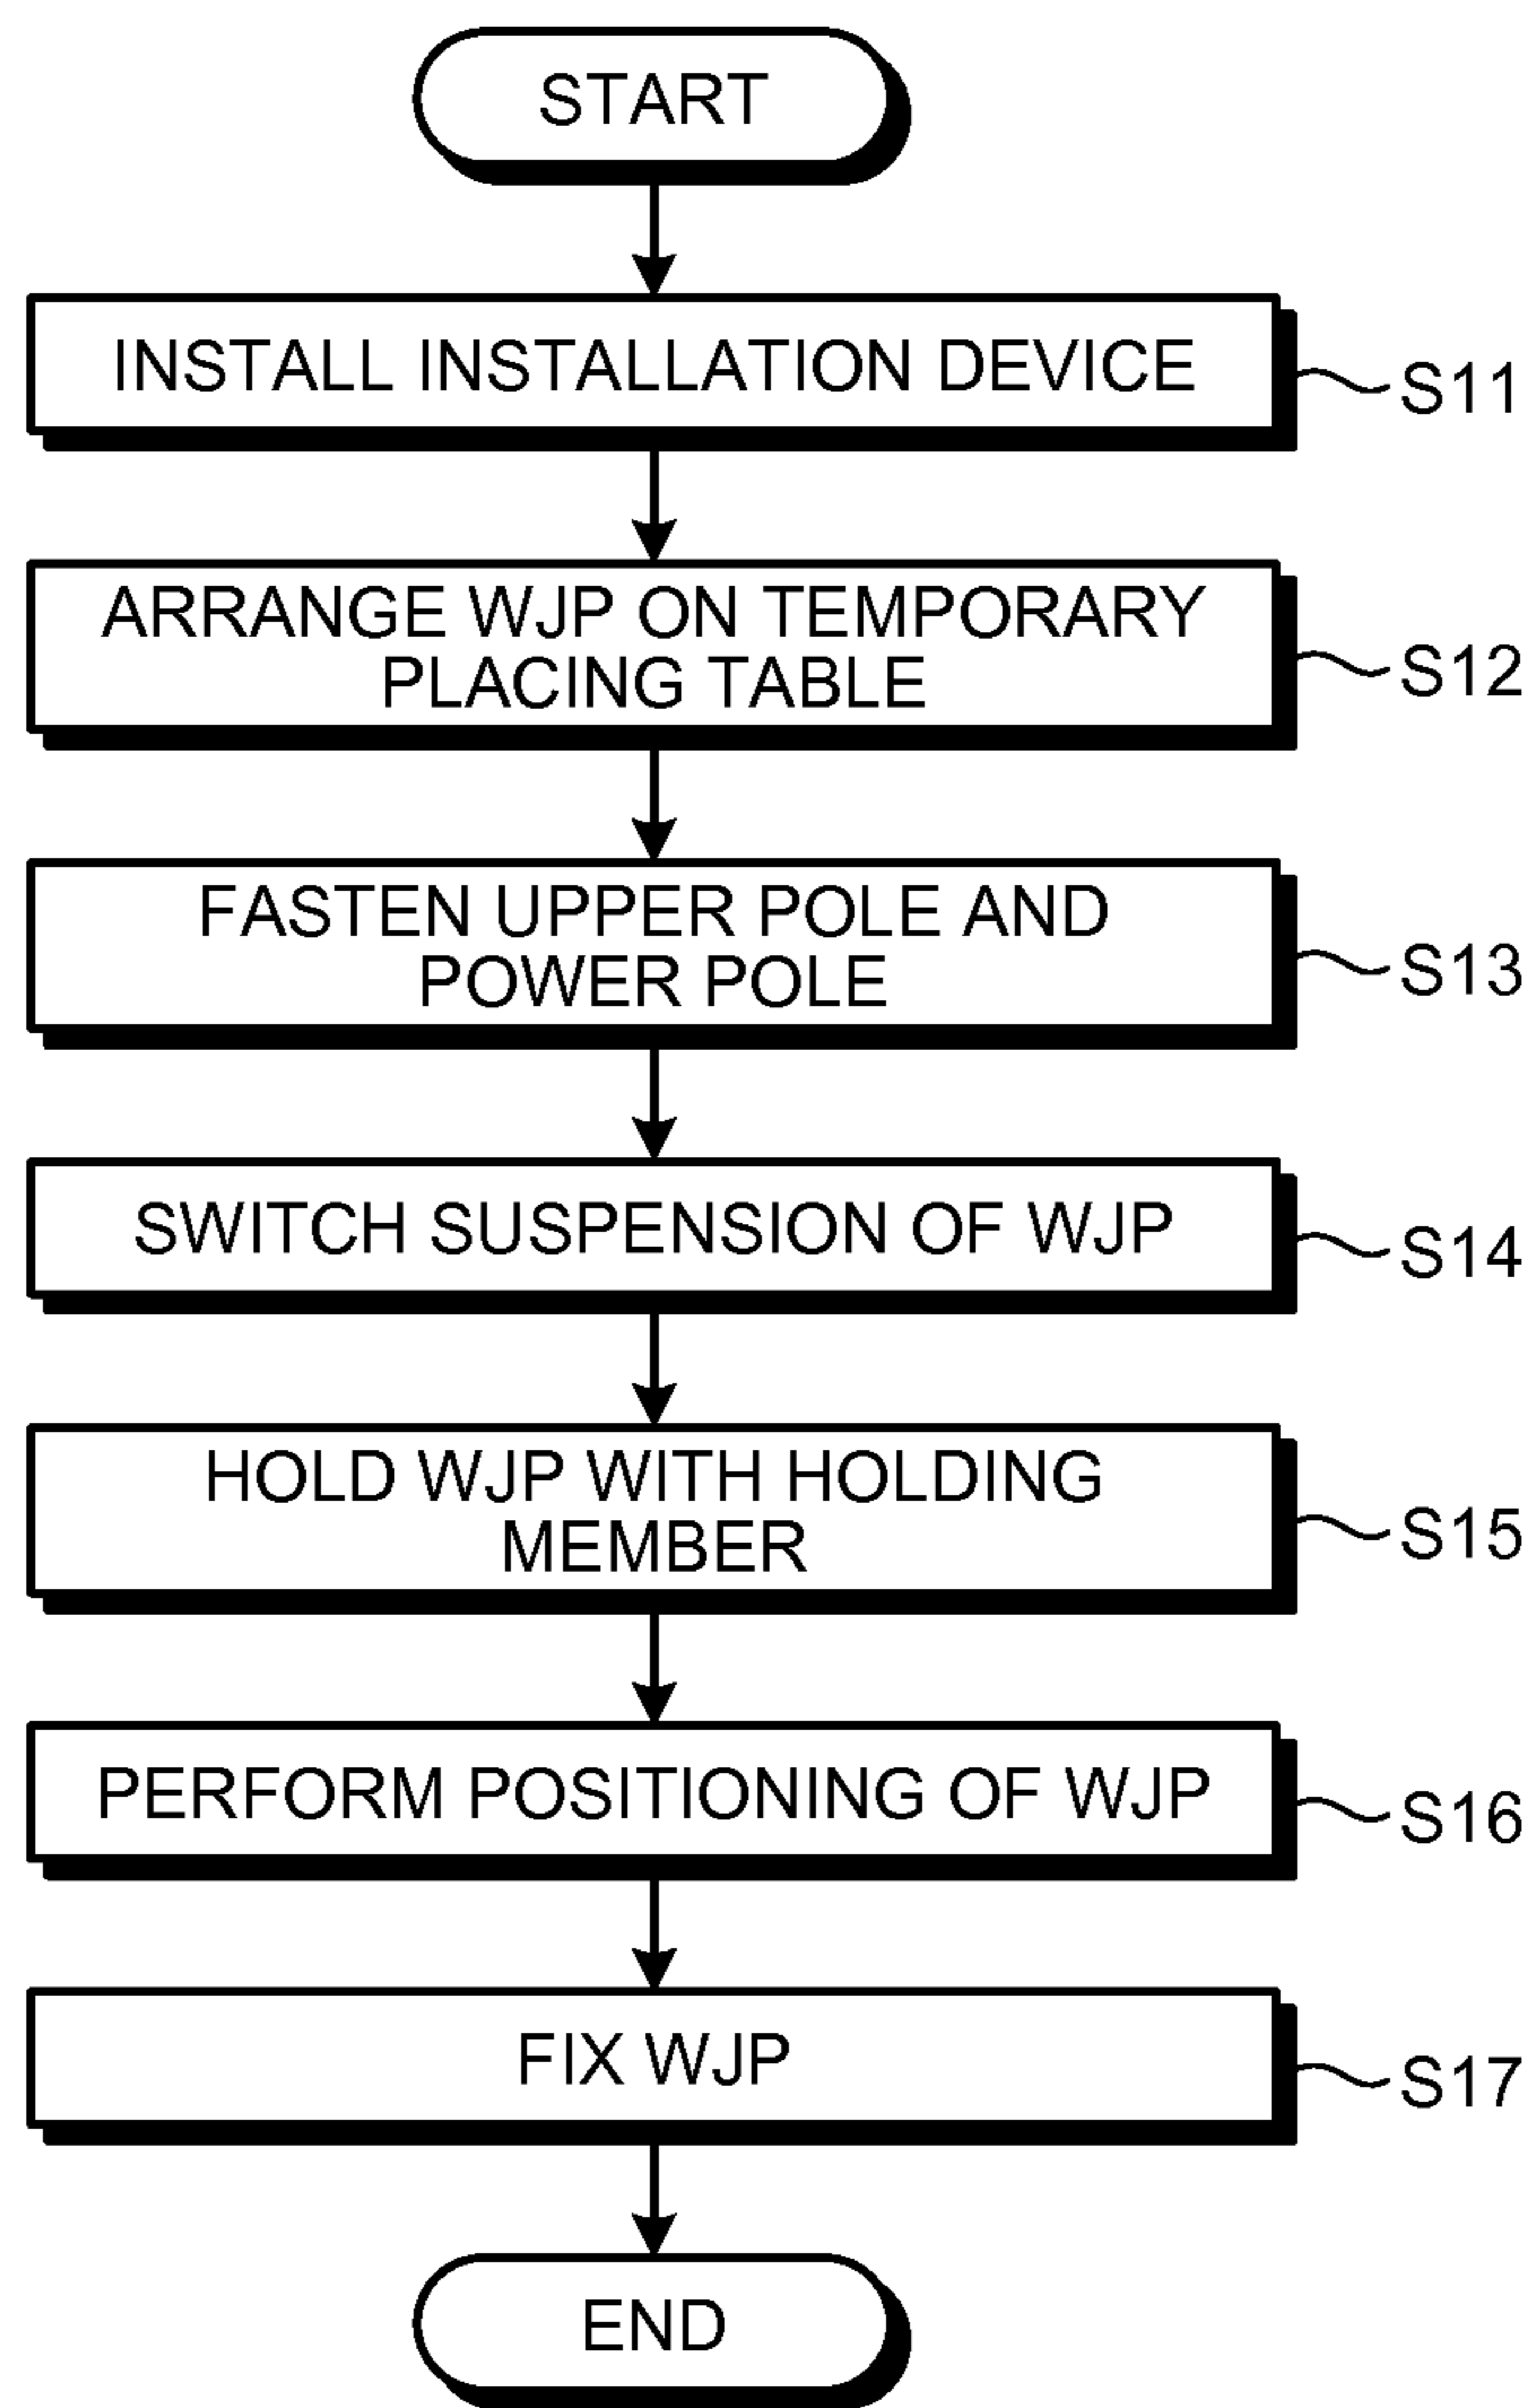 START
INSTALL INSTALLATION DEVICE
S11
ARRANGE WJP ON TEMPORARY
PLACING TABLE
S12
FASTEN UPPER POLE AND
POWER POLE
S13
SWITCH SUSPENSION OF WJP
S14
HOLD WJP WITH HOLDING
MEMBER
S15
PERFORM POSITIONING OF WJP
S16
FIX WJP
S17
END